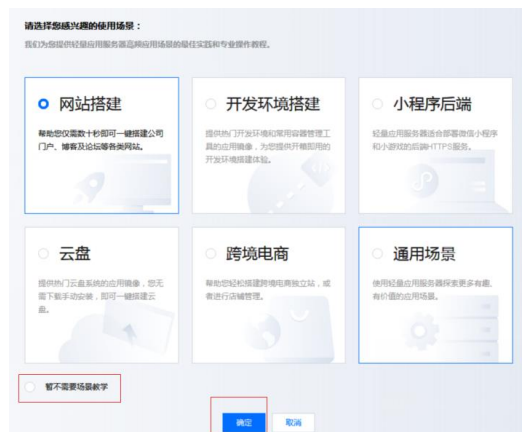 请选择您感兴趣的使用场景：
我们为您提供轻量应用服务器高频应用场景的最佳实践和专业操作教程。
网站搭建
帮助您仅需数十秒即可一键搭建公司
门户、博客及论坛等各类网站。
开发环境搭建
提供热门开发环境和常用容器管理工
具的应用镜像，为您提供开箱即用的
开发环境搭建体验。
小程序后端
轻量应用服务器适合部署微信小程序
和小游戏的后端HTTPS服务。
云盘
提供热门云盘系统的应用镜像，您无
需下载手动安装，即可一键搭建云
盘。
跨境电商
帮助您轻松搭建跨境电商独立站，或
者进行店铺管理。
通用场景
使用轻量应用服务器探索更多有趣、
有价值的应用场景。
暂不需要场景教学
确定
取消